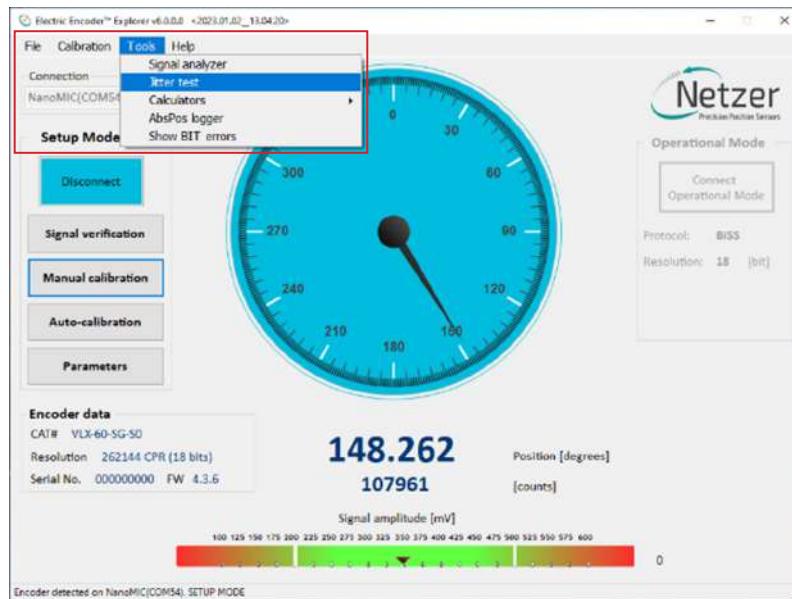 Electric Encoder™ Explorer v6.0.0.0 <2023.01.02_13.04.20>
File Calibration Tools Help
Signal analyzer
Jitter test
Calculators
AbsPos logger
Show BIT errors
Connection
NanoMIC(COM54
Netzer
Precision Position Sensors
Setup Mode
Disconnect
Signal verification
Manual calibration
Auto-calibration
Parameters
0
30
60
90
120
150
180
210
240
270
300
Operational Mode
Connect
Operational Mode
Protocol: BiSS
Resolution: 18 [bit]
Encoder data
CAT# VLX-60-SG-S0
Resolution 262144 CPR (18 bits)
Serial No. 000000000 FW 4.3.6
148.262 Position [degrees]
107961 [counts]
Signal amplitude [mV]
100 125 150 175 200 225 250 275 300 325 350 375 400 425 450 475 500 525 550 575 600
0
Encoder detected on NanoMIC(COM54). SETUP MODE